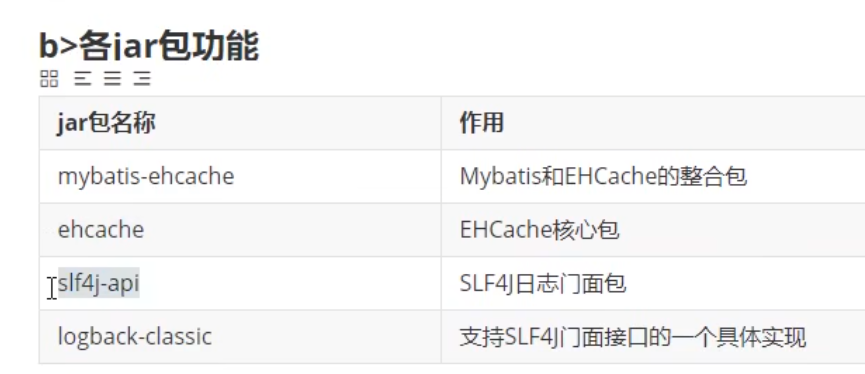 b>各jar包功能
jar包名称 作用
mybatis-ehcache Mybatis和EHCache的整合包
ehcache EHCache核心包
slf4j-api SLF4J日志门面包
logback-classic 支持SLF4J门面接口的一个具体实现